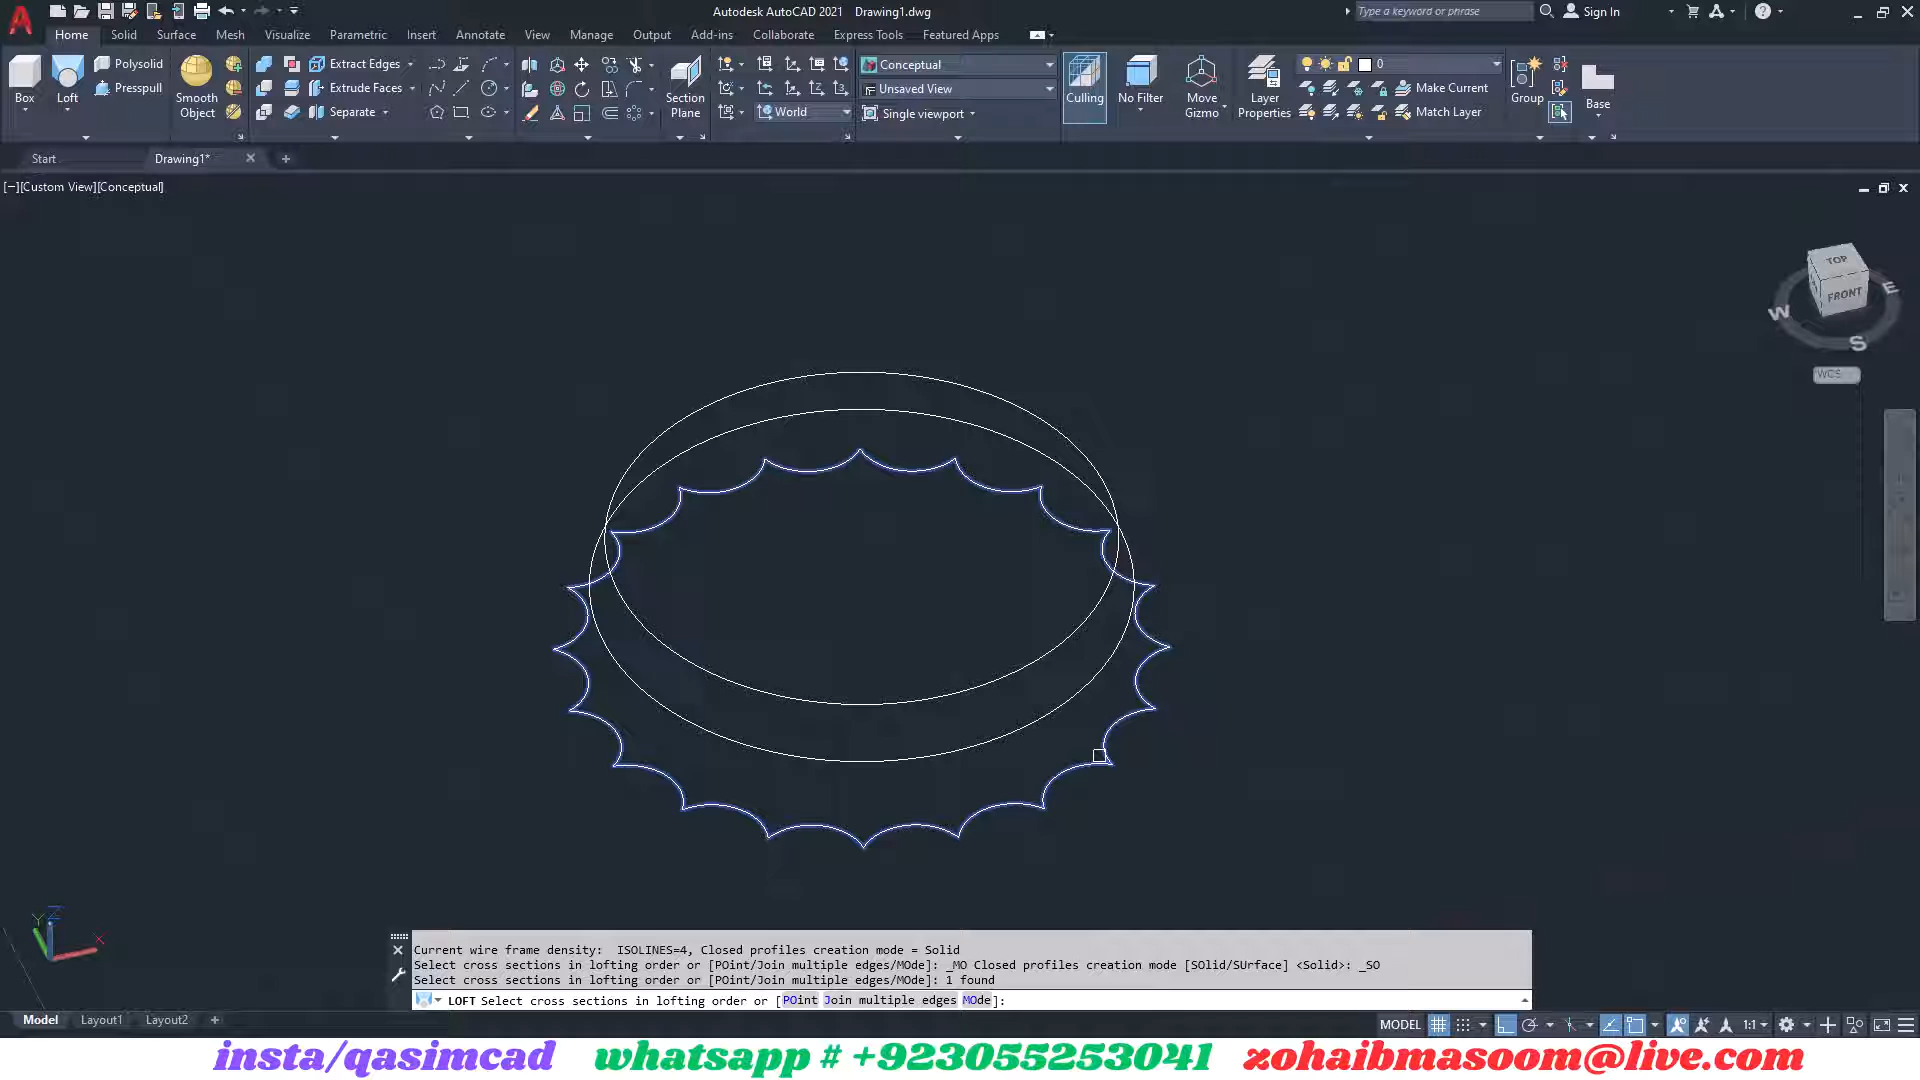 Autodesk AutoCAD 2021 Drawing1.dwg
Type a keyword or phrase
Sign In
Home Solid Surface Mesh Visualize Parametric Insert Annotate View Manage Output Add-ins Collaborate Express Tools Featured Apps
Box
Loft
Polysolid
Presspull
Smooth
Object
Extract Edges
Extrude Faces
Separate
Section
Plane
World
Conceptual
Unsaved View
Single viewport
Culling
No Filter
Move
Gizmo
Layer
Properties
0
Make Current
Match Layer
Group
Base
Start
Drawing1*
[−][Custom View][Conceptual]
TOP
FRONT
W
E
S
WCS
Y
Z
X
Current wire frame density: ISOLINES=4, Closed profiles creation mode = Solid
Select cross sections in lofting order or [POint/Join multiple edges/MOde]: _MO Closed profiles creation mode [SOlid/SUrface] <Solid>: _SO
Select cross sections in lofting order or [POint/Join multiple edges/MOde]: 1 found
LOFT Select cross sections in lofting order or [POint Join multiple edges MOde]:
Model Layout1 Layout2
MODEL
1:1
insta/qasimcad whatsapp # +923055253041 zohaibmasoom@live.com